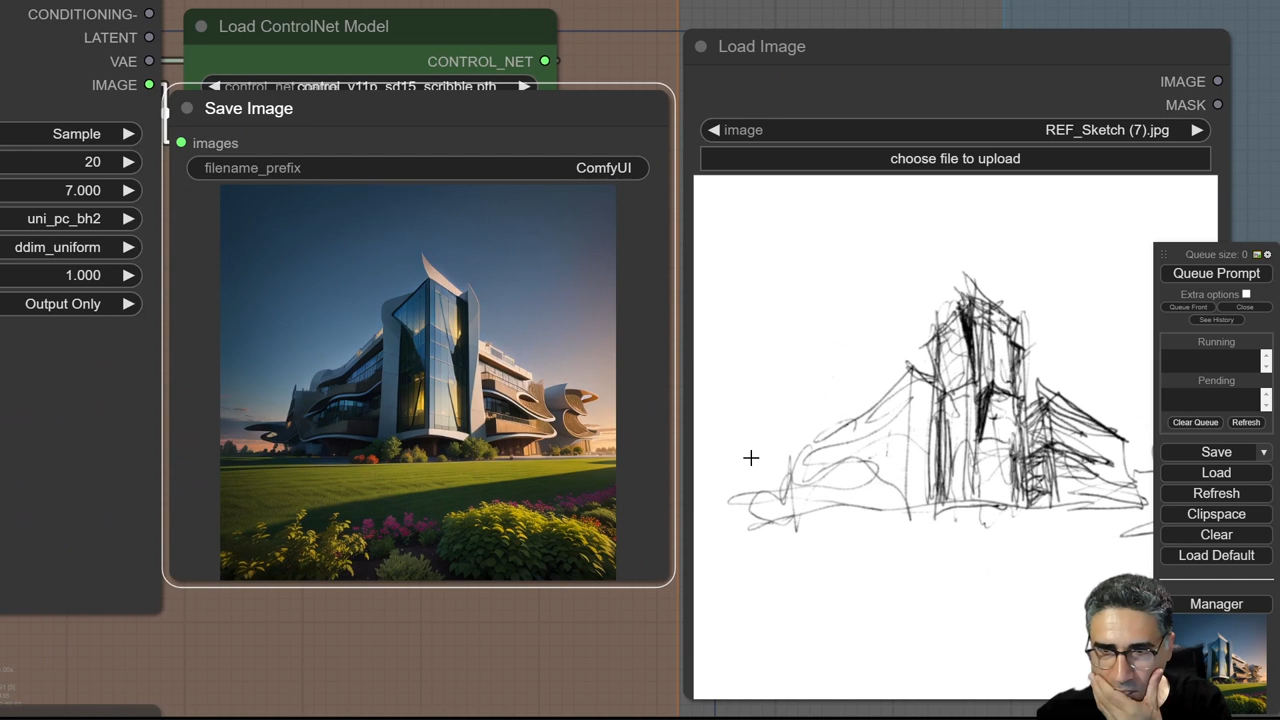 CONDITIONING-
LATENT
VAE
IMAGE
Sample
20
7.000
uni_pc_bh2
ddim_uniform
1.000
Output Only
Load ControlNet Model
CONTROL_NET
control_net control_v11p_sd15_scribble.pth
Save Image
images
filename_prefix ComfyUI
Load Image
IMAGE
MASK
image REF_Sketch (7).jpg
choose file to upload
Queue size: 0
Queue Prompt
Extra options
Queue Front Close
See History
Running
Pending
Clear Queue Refresh
Save
Load
Refresh
Clipspace
Clear
Load Default
Manager